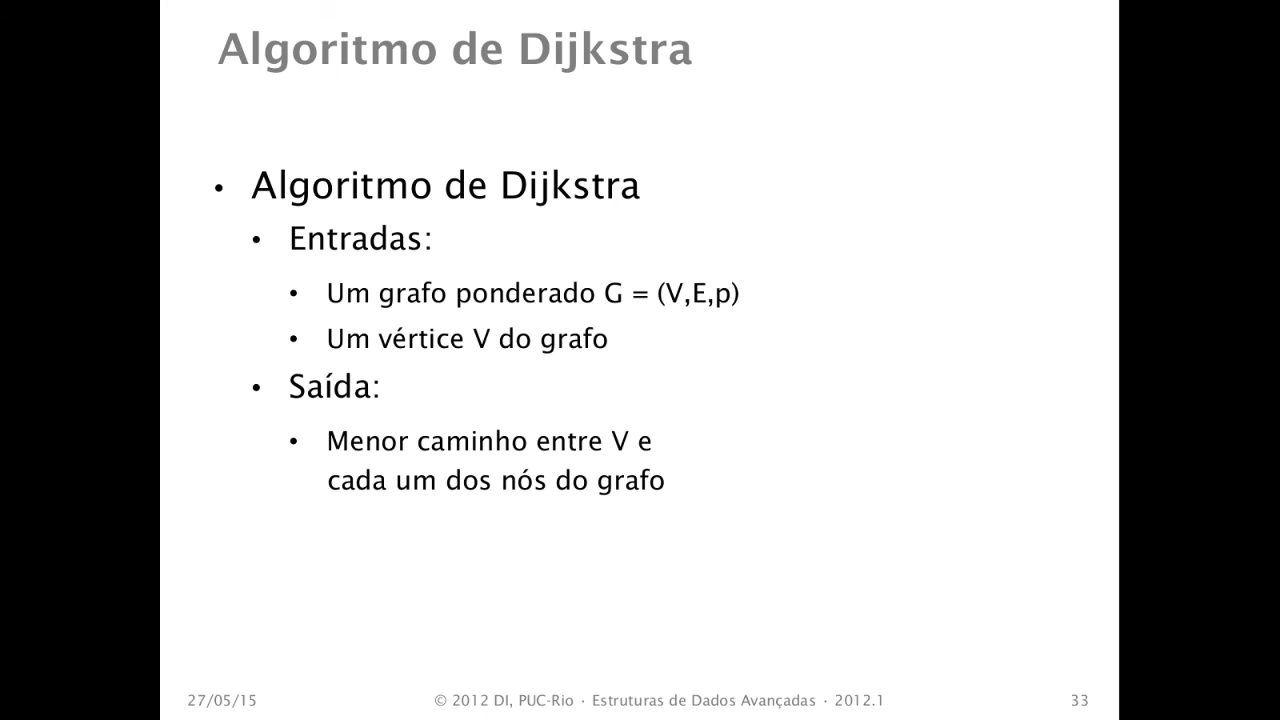 Algoritmo de Dijkstra
• Algoritmo de Dijkstra
• Entradas:
• Um grafo ponderado G = (V,E,p)
• Um vértice V do grafo
• Saída:
• Menor caminho entre V e
cada um dos nós do grafo
27/05/15 © 2012 DI, PUC-Rio · Estruturas de Dados Avançadas · 2012.1 33